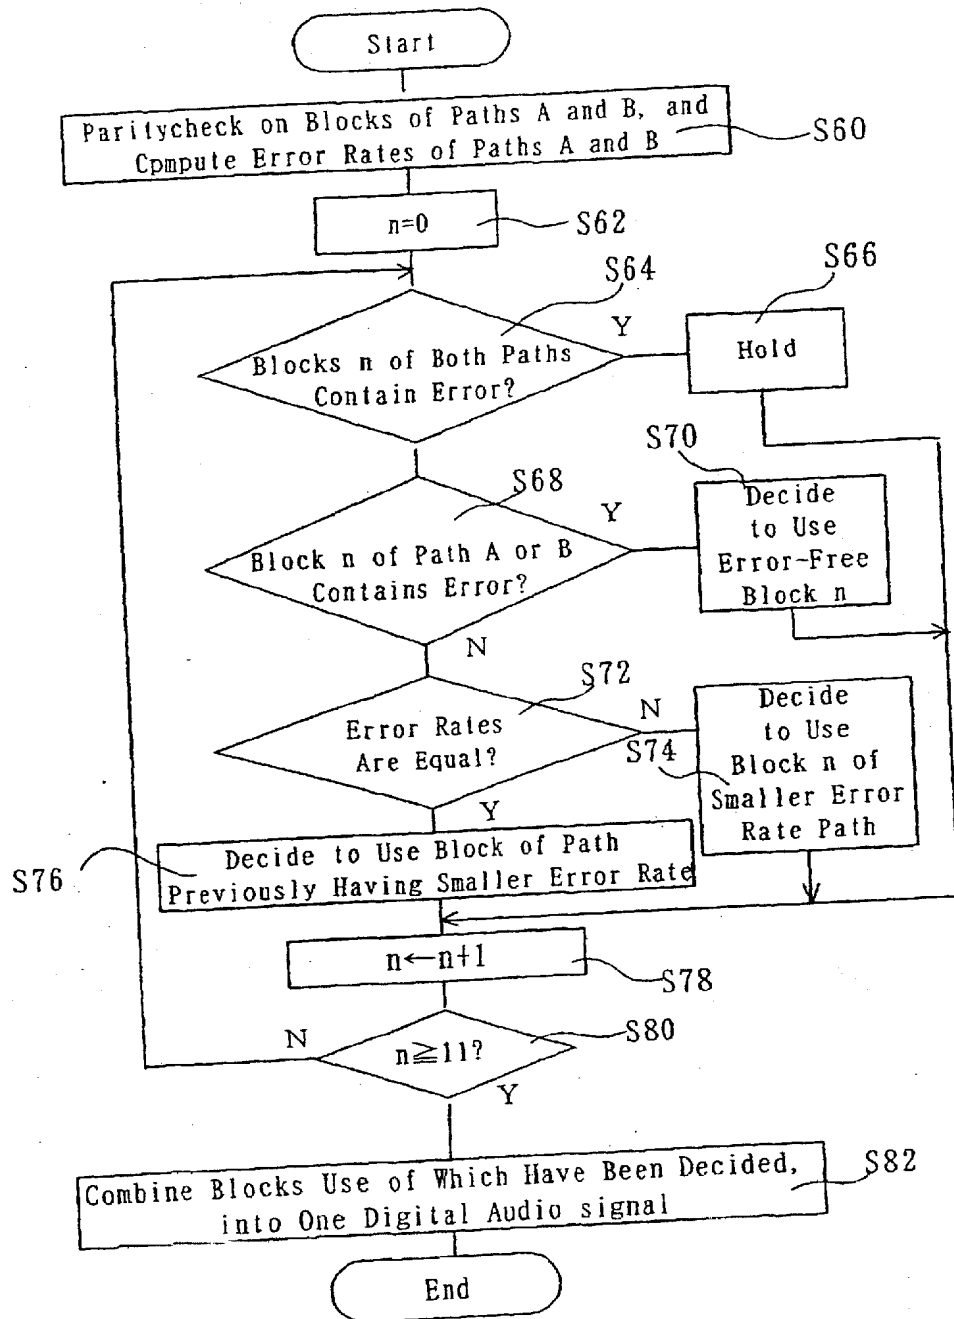 Start
Paritycheck on Blocks of Paths A and B, and
Cpmpute Error Rates of Paths A and B
S60
n=0
S62
S64
S66
Y
Blocks n of Both Paths
Contain Error?
Hold
S68
S70
Y
Block n of Path A or B
Contains Error?
Decide
to Use
Error-Free
Block n
N
S72
N
Error Rates
Are Equal?
S74
Decide
to Use
Block n of
Smaller Error
Rate Path
Y
S76
Decide to Use Block of Path
Previously Having Smaller Error Rate
n←n+1
S78
N
n≧11?
S80
Y
Combine Blocks Use of Which Have Been Decided,
into One Digital Audio signal
S82
End